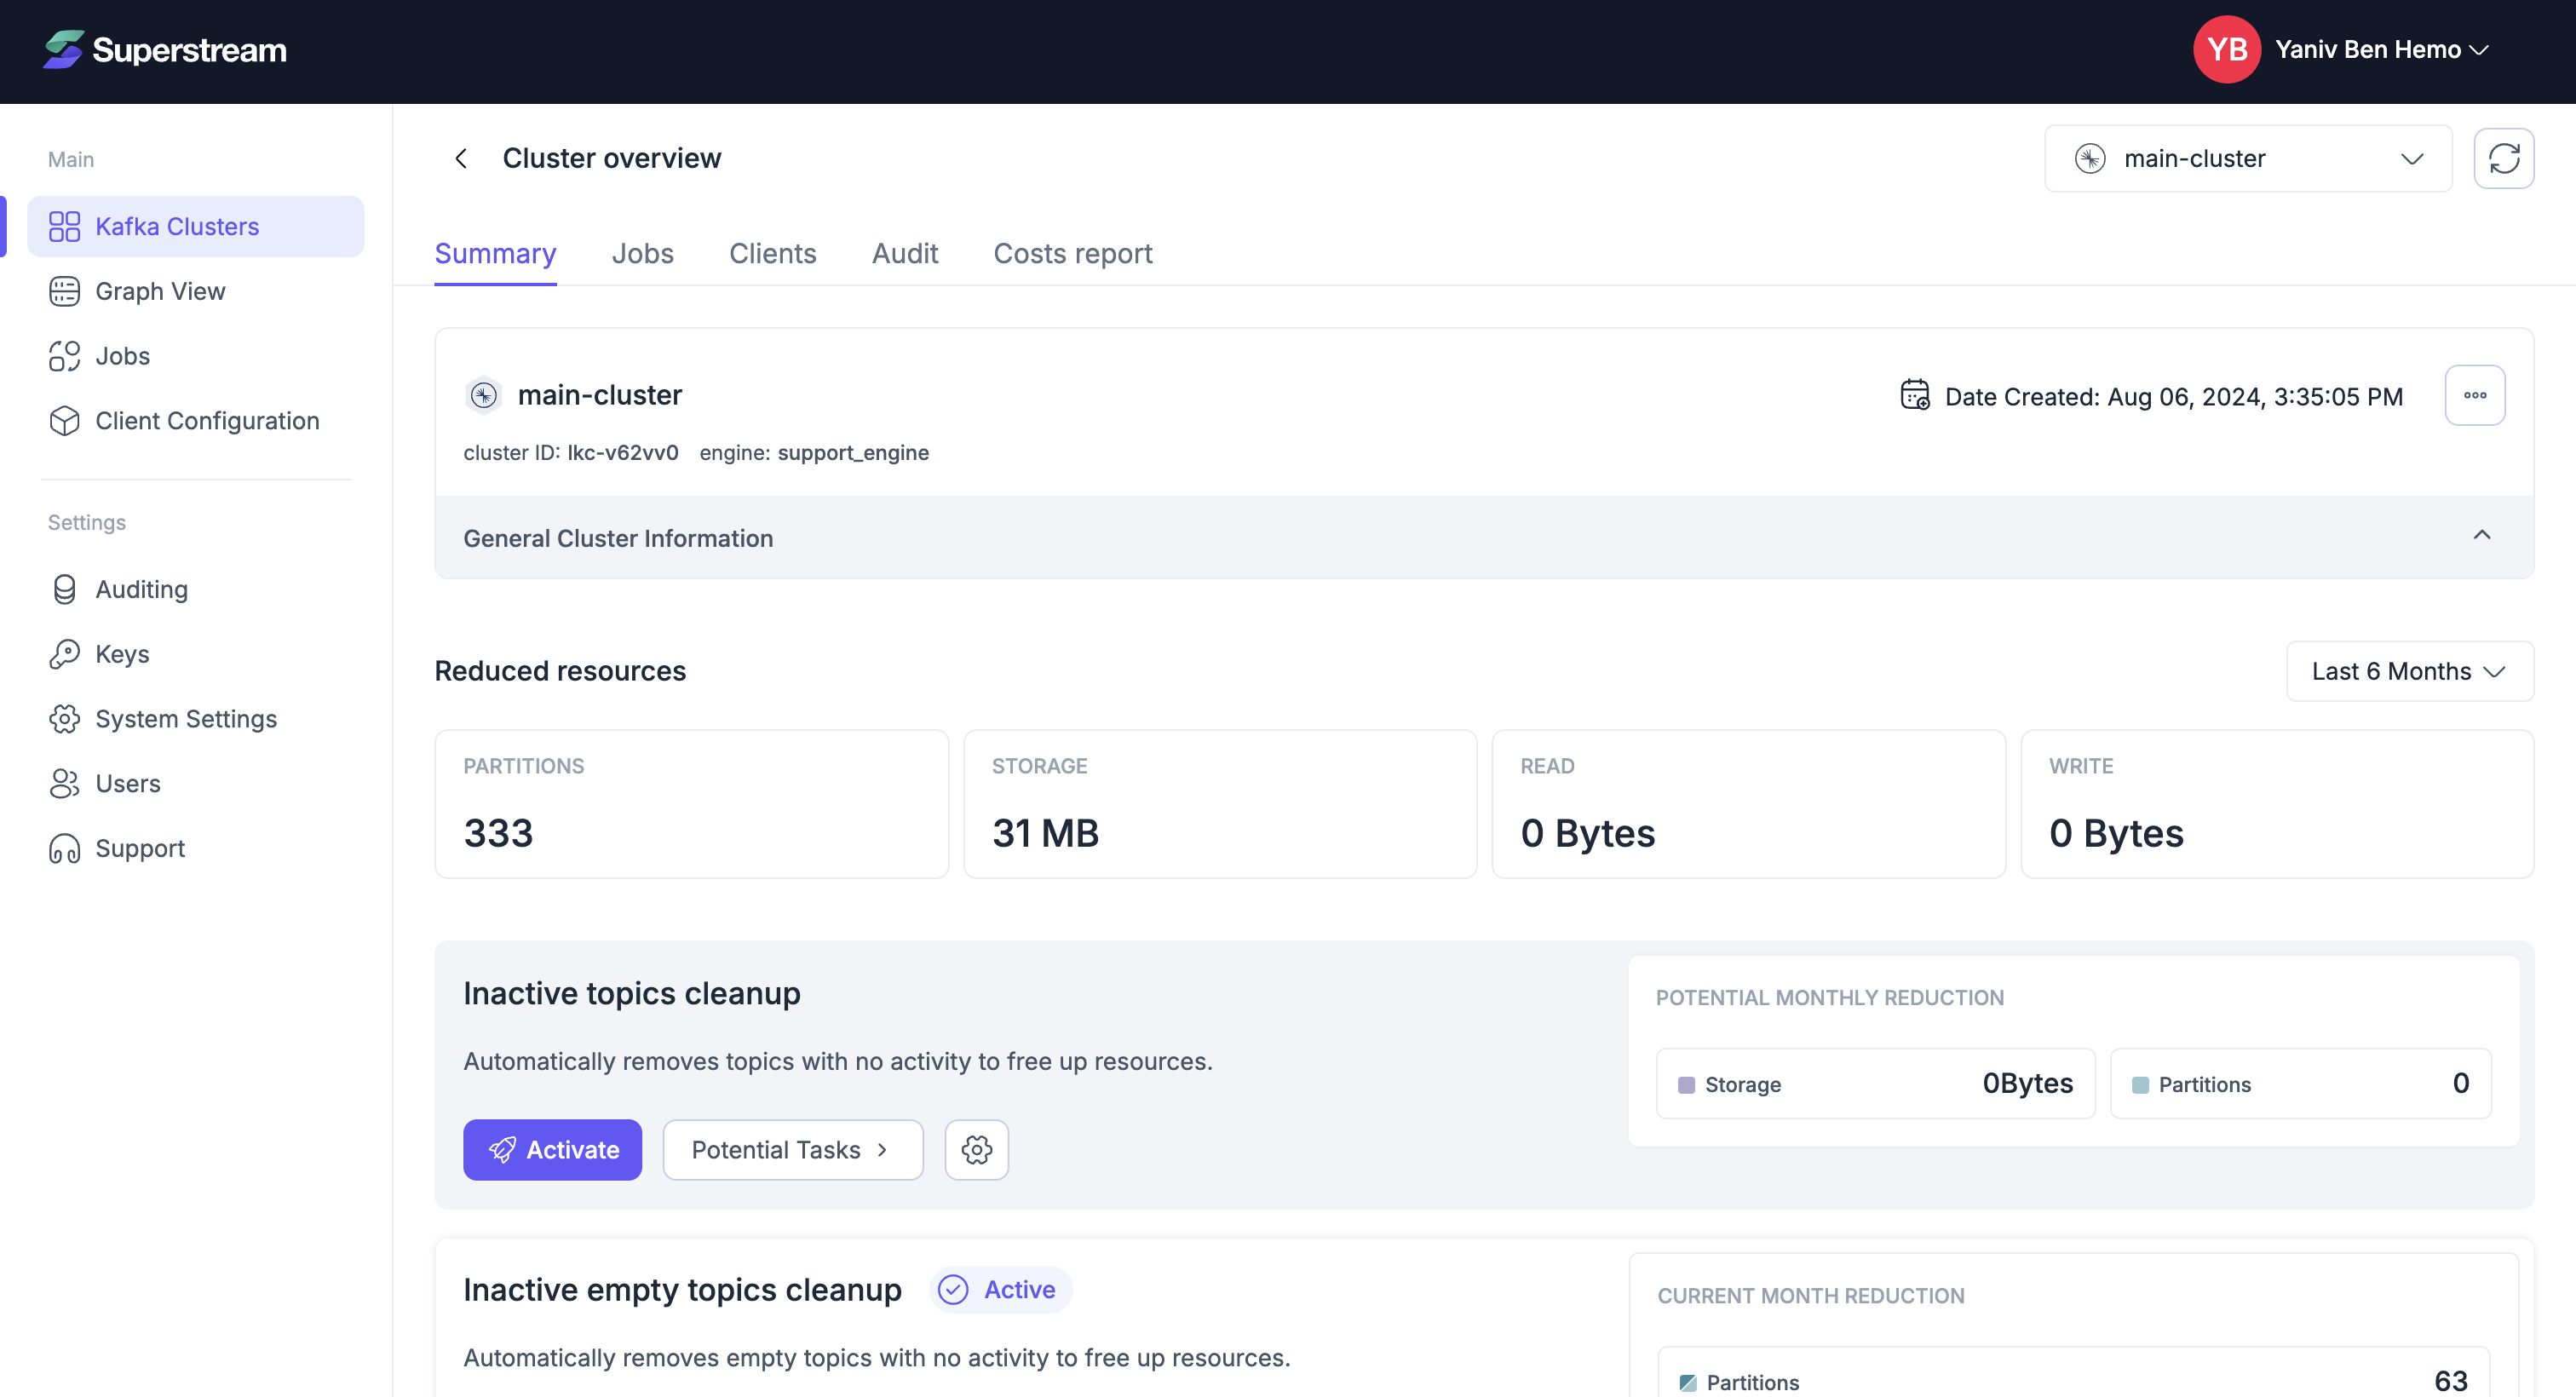 Superstream
YB Yaniv Ben Hemo
Main
Kafka Clusters
Graph View
Jobs
Client Configuration
Settings
Auditing
Keys
System Settings
Users
Support
Cluster overview
main-cluster
Summary Jobs Clients Audit Costs report
main-cluster
Date Created: Aug 06, 2024, 3:35:05 PM
cluster ID: lkc-v62vv0 engine: support_engine
General Cluster Information
Reduced resources
Last 6 Months
PARTITIONS
333
STORAGE
31 MB
READ
0 Bytes
WRITE
0 Bytes
Inactive topics cleanup
Automatically removes topics with no activity to free up resources.
Activate Potential Tasks
POTENTIAL MONTHLY REDUCTION
Storage 0Bytes
Partitions 0
Inactive empty topics cleanup Active
Automatically removes empty topics with no activity to free up resources.
CURRENT MONTH REDUCTION
Partitions 63